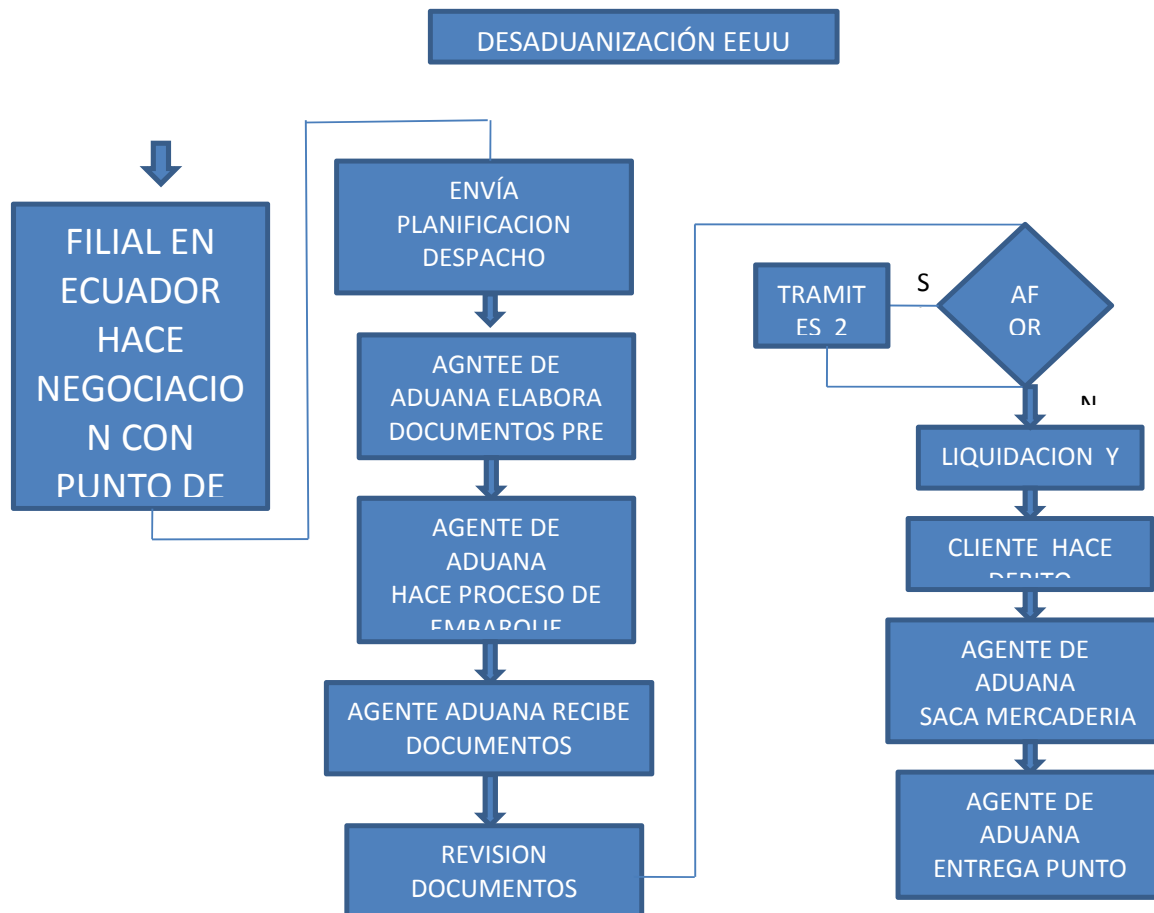 DESADUANIZACIÓN EEUU
FILIAL EN
ECUADOR
HACE
NEGOCIACIO
N CON
PUNTO DE
ENVÍA
PLANIFICACION
DESPACHO
AGNTEE DE
ADUANA ELABORA
DOCUMENTOS PRE
AGENTE DE
ADUANA
HACE PROCESO DE
EMBARQUE
AGENTE ADUANA RECIBE
DOCUMENTOS
REVISION
DOCUMENTOS
AF
OR
S
TRAMIT
ES 2
N
LIQUIDACION Y
CLIENTE HACE
DEBITO
AGENTE DE
ADUANA
SACA MERCADERIA
AGENTE DE
ADUANA
ENTREGA PUNTO